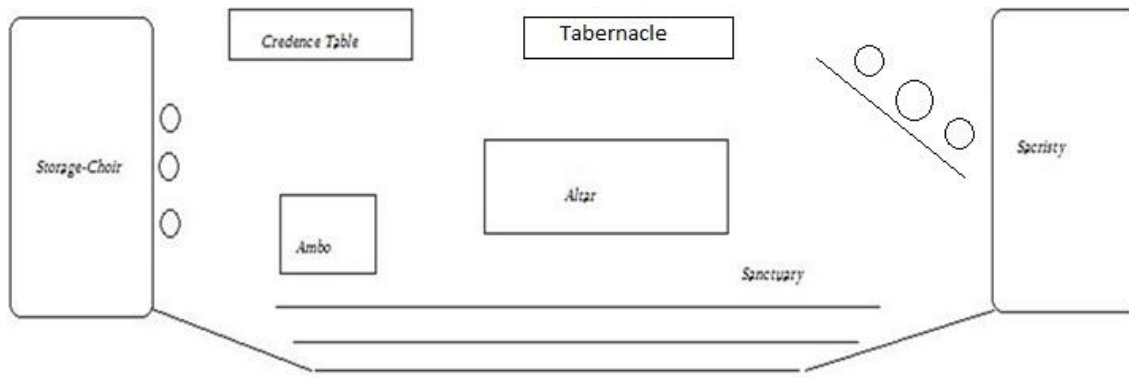 Credence Table
Tabernacle
Storage-Choir
Sacristy
Altar
Ambo
Sanctuary